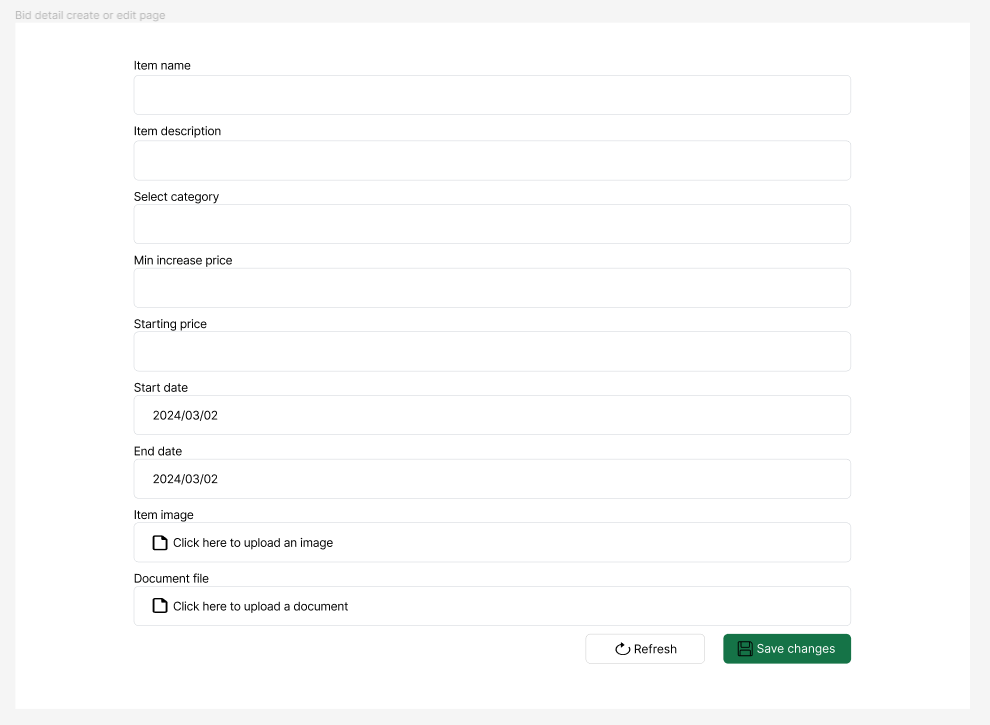 Bid detail create or edit page
Item name
Item description
Select category
Min increase price
Starting price
Start date
2024/03/02
End date
2024/03/02
Item image
Click here to upload an image
Document file
Click here to upload a document
Refresh
Save changes